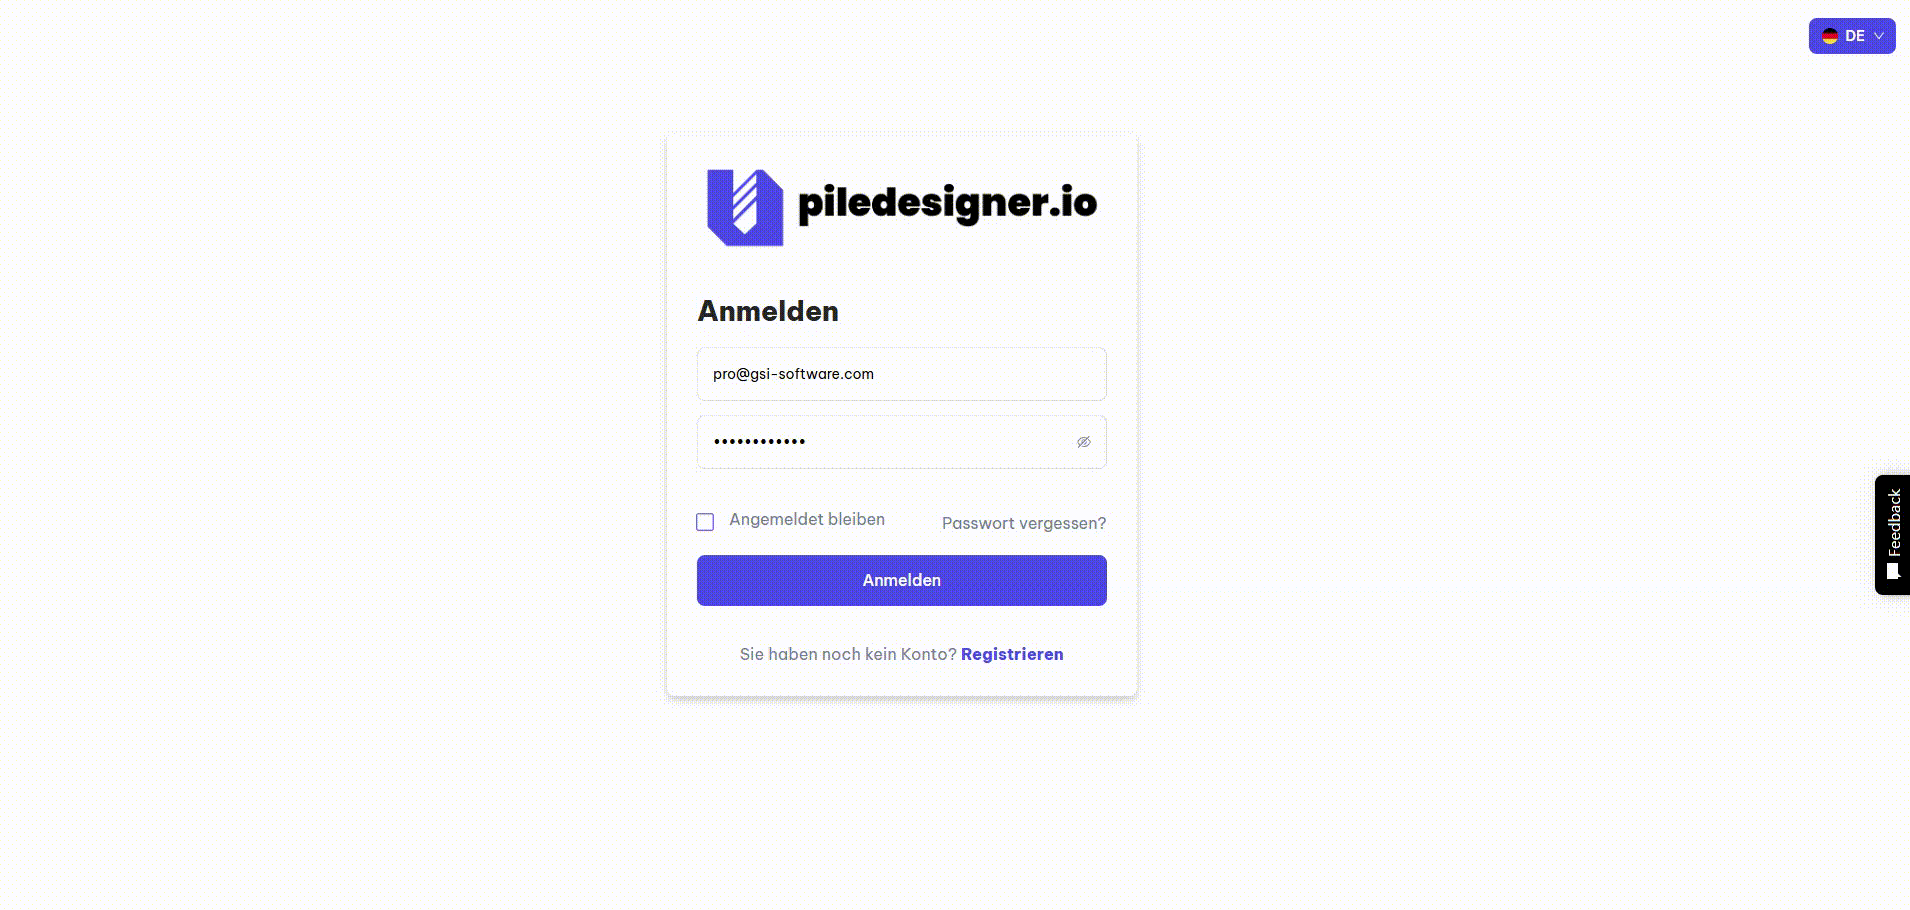 DE
piledesigner.io
Anmelden
pro@gsi-software.com
••••••••••••
Angemeldet bleiben
Passwort vergessen?
Anmelden
Sie haben noch kein Konto? Registrieren
Feedback